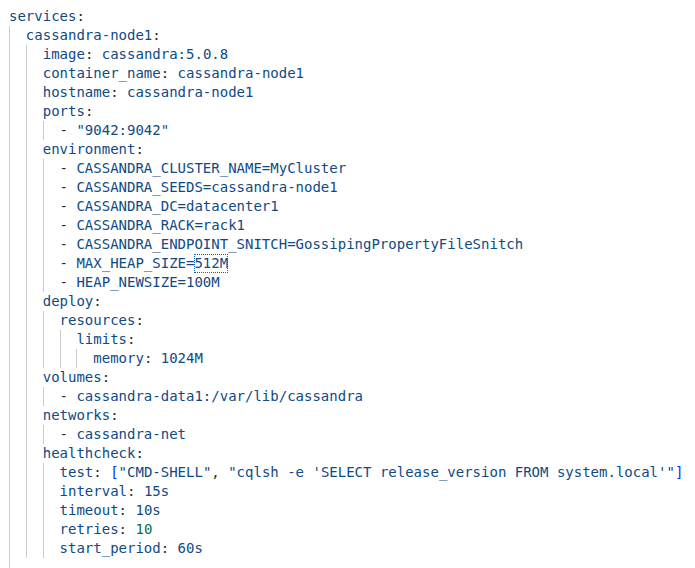 services:
  cassandra-node1:
    image: cassandra:5.0.8
    container_name: cassandra-node1
    hostname: cassandra-node1
    ports:
      - "9042:9042"
    environment:
      - CASSANDRA_CLUSTER_NAME=MyCluster
      - CASSANDRA_SEEDS=cassandra-node1
      - CASSANDRA_DC=datacenter1
      - CASSANDRA_RACK=rack1
      - CASSANDRA_ENDPOINT_SNITCH=GossipingPropertyFileSnitch
      - MAX_HEAP_SIZE=512M
      - HEAP_NEWSIZE=100M
    deploy:
      resources:
        limits:
          memory: 1024M
    volumes:
      - cassandra-data1:/var/lib/cassandra
    networks:
      - cassandra-net
    healthcheck:
      test: ["CMD-SHELL", "cqlsh -e 'SELECT release_version FROM system.local'"]
      interval: 15s
      timeout: 10s
      retries: 10
      start_period: 60s